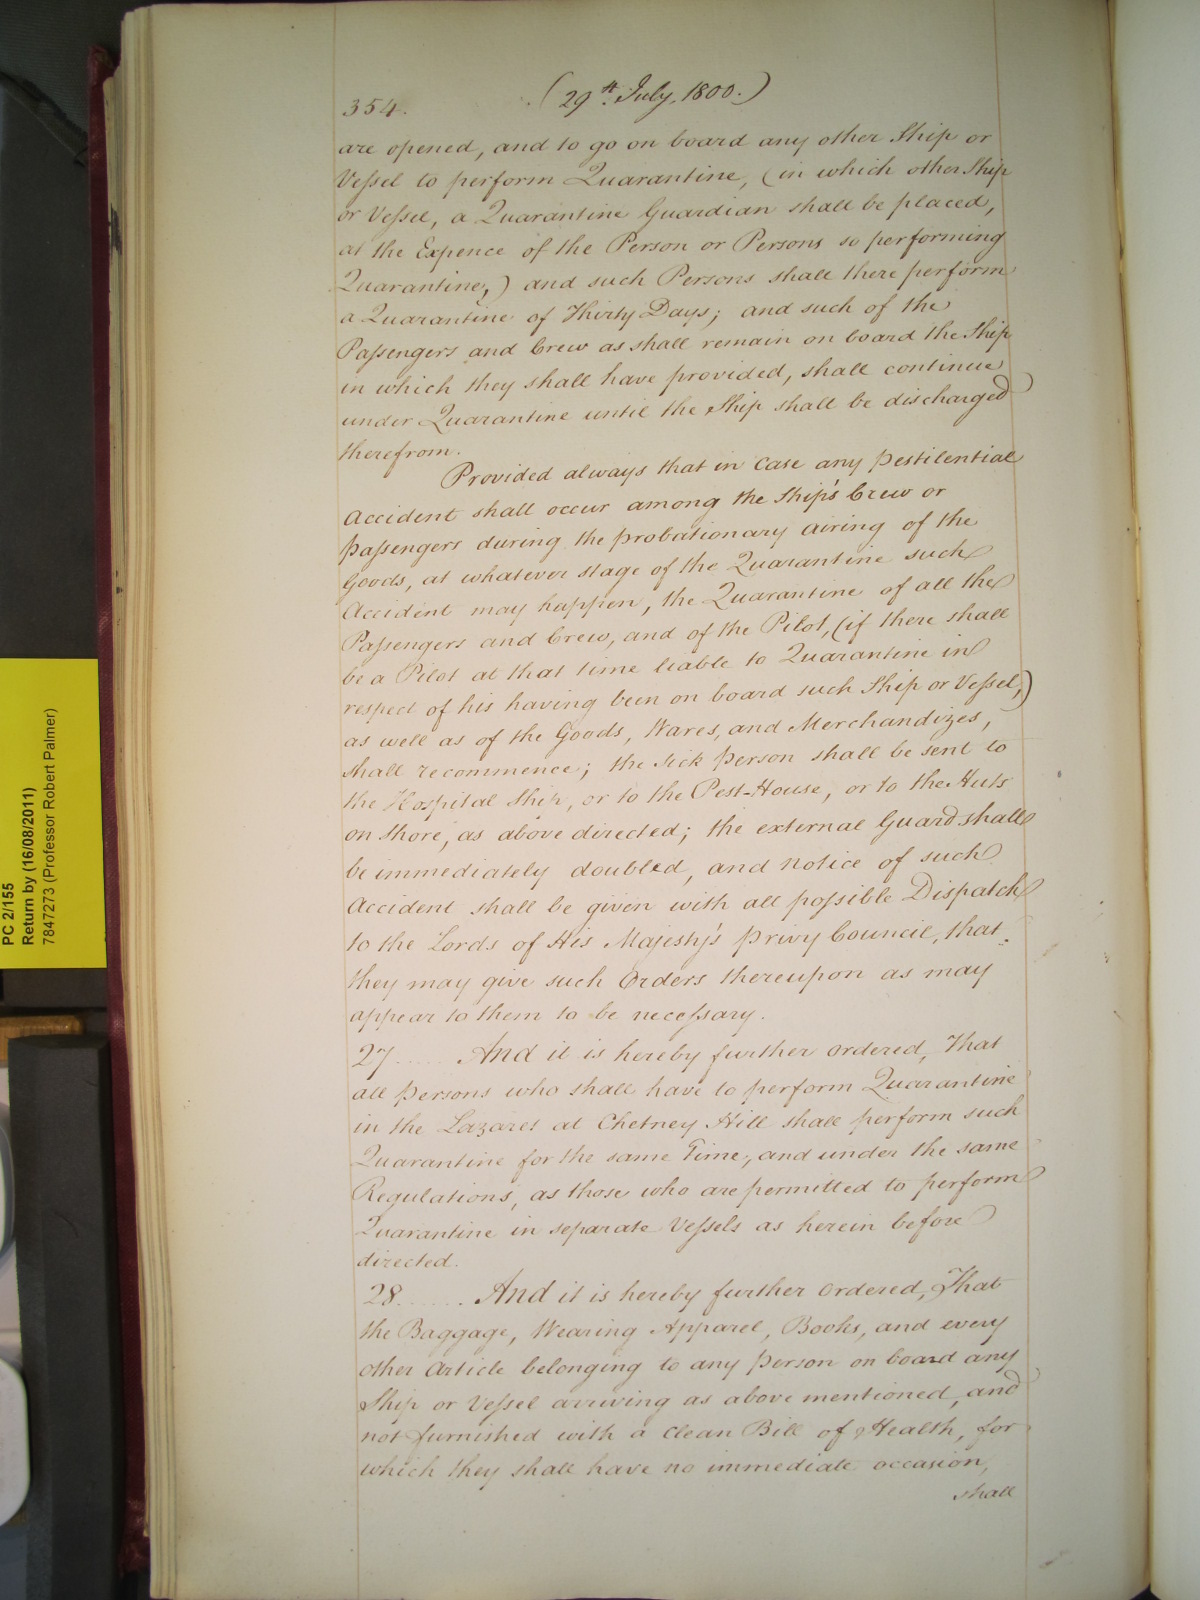 354.
(29th July, 1800.)
are opened, and to go on board any other Ship or
Vessel to perform Quarantine, (in which other Ship
or Vessel, a Quarantine Guardian shall be placed,
at the Expence of the Person or Persons so performing
Quarantine,) and such Persons shall there perform
a Quarantine of Thirty Days; and such of the
Passengers and Crew as shall remain on board the Ship
in which they shall have provided, shall continue
under Quarantine until the Ship shall be discharged
therefrom.
Provided always that in Case any Pestilential
Accident shall occur among the Ship's Crew or
Passengers during the probationary airing of the
Goods, at whatever stage of the Quarantine such
Accident may happen, the Quarantine of all the
Passengers and Crew, and of the Pilot, (if there shall
be a Pilot at that time liable to Quarantine in
respect of his having been on board such Ship or Vessel,)
as well as of the Goods, Wares, and Merchandizes,
shall recommence; the sick Person shall be sent to
the Hospital Ship, or to the Pest-House, or to the Huts
on Shore, as above directed; the external Guard shall
be immediately doubled, and Notice of such
Accident shall be given with all possible Dispatch
to the Lords of His Majesty's Privy Council, that
they may give such Orders thereupon as may
appear to them to be necessary.
27 ..... And it is hereby further Ordered, That
all Persons who shall have to perform Quarantine
in the Lazaret at Chetney Hill shall perform such
Quarantine for the same Time, and under the same
Regulations, as those who are permitted to perform
Quarantine in separate Vessels as herein before
directed.
28 ...... And it is hereby further Ordered, That
the Baggage, Wearing Apparel, Books, and every
other Article belonging to any Person on board any
Ship or Vessel arriving as above mentioned, and
not furnished with a Clean Bill of Health, for
which they shall have no immediate occasion,
shall
PC 2/155
Return by (16/08/2011)
7847273 (Professor Robert Palmer)